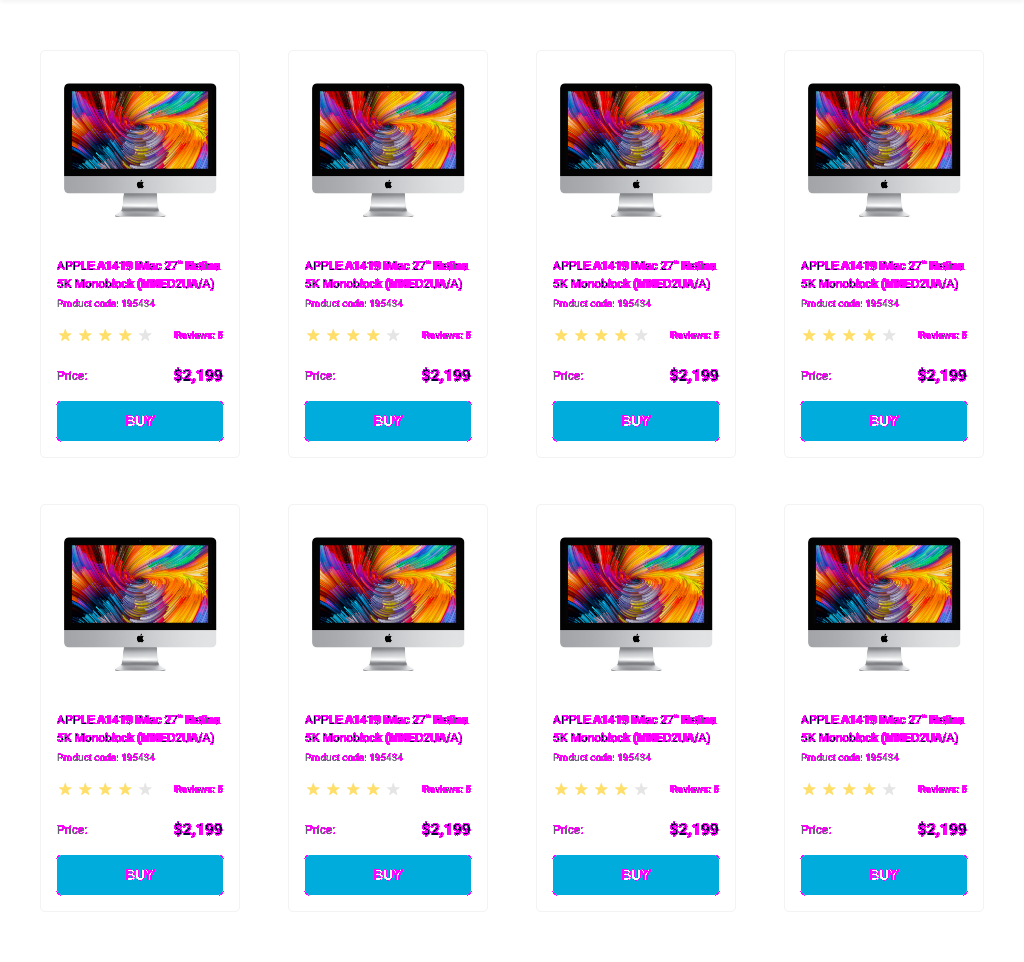 APPLE A1419 iMac 27" Retina APPLE A1419 iMac 27" Retina APPLE A1419 iMac 27" Retina APPLE A1419 iMac 27" Retina
5K Monoblock (MNED2UA/A) 5K Monoblock (MNED2UA/A) 5K Monoblock (MNED2UA/A) 5K Monoblock (MNED2UA/A)
Product code: 195434 Product code: 195434 Product code: 195434 Product code: 195434
Reviews: 5 Reviews: 5 Reviews: 5 Reviews: 5
Price: $2,199 Price: $2,199 Price: $2,199 Price: $2,199
BUY BUY BUY BUY
APPLE A1419 iMac 27" Retina APPLE A1419 iMac 27" Retina APPLE A1419 iMac 27" Retina APPLE A1419 iMac 27" Retina
5K Monoblock (MNED2UA/A) 5K Monoblock (MNED2UA/A) 5K Monoblock (MNED2UA/A) 5K Monoblock (MNED2UA/A)
Product code: 195434 Product code: 195434 Product code: 195434 Product code: 195434
Reviews: 5 Reviews: 5 Reviews: 5 Reviews: 5
Price: $2,199 Price: $2,199 Price: $2,199 Price: $2,199
BUY BUY BUY BUY